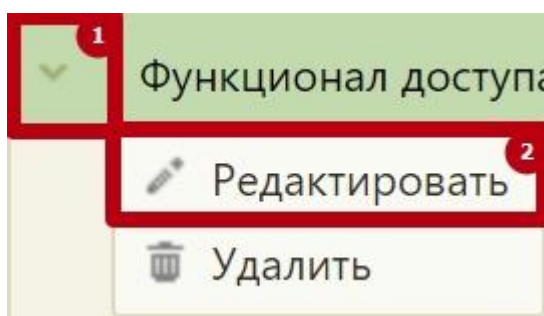 1
Функционал доступа
2
Редактировать
Удалить